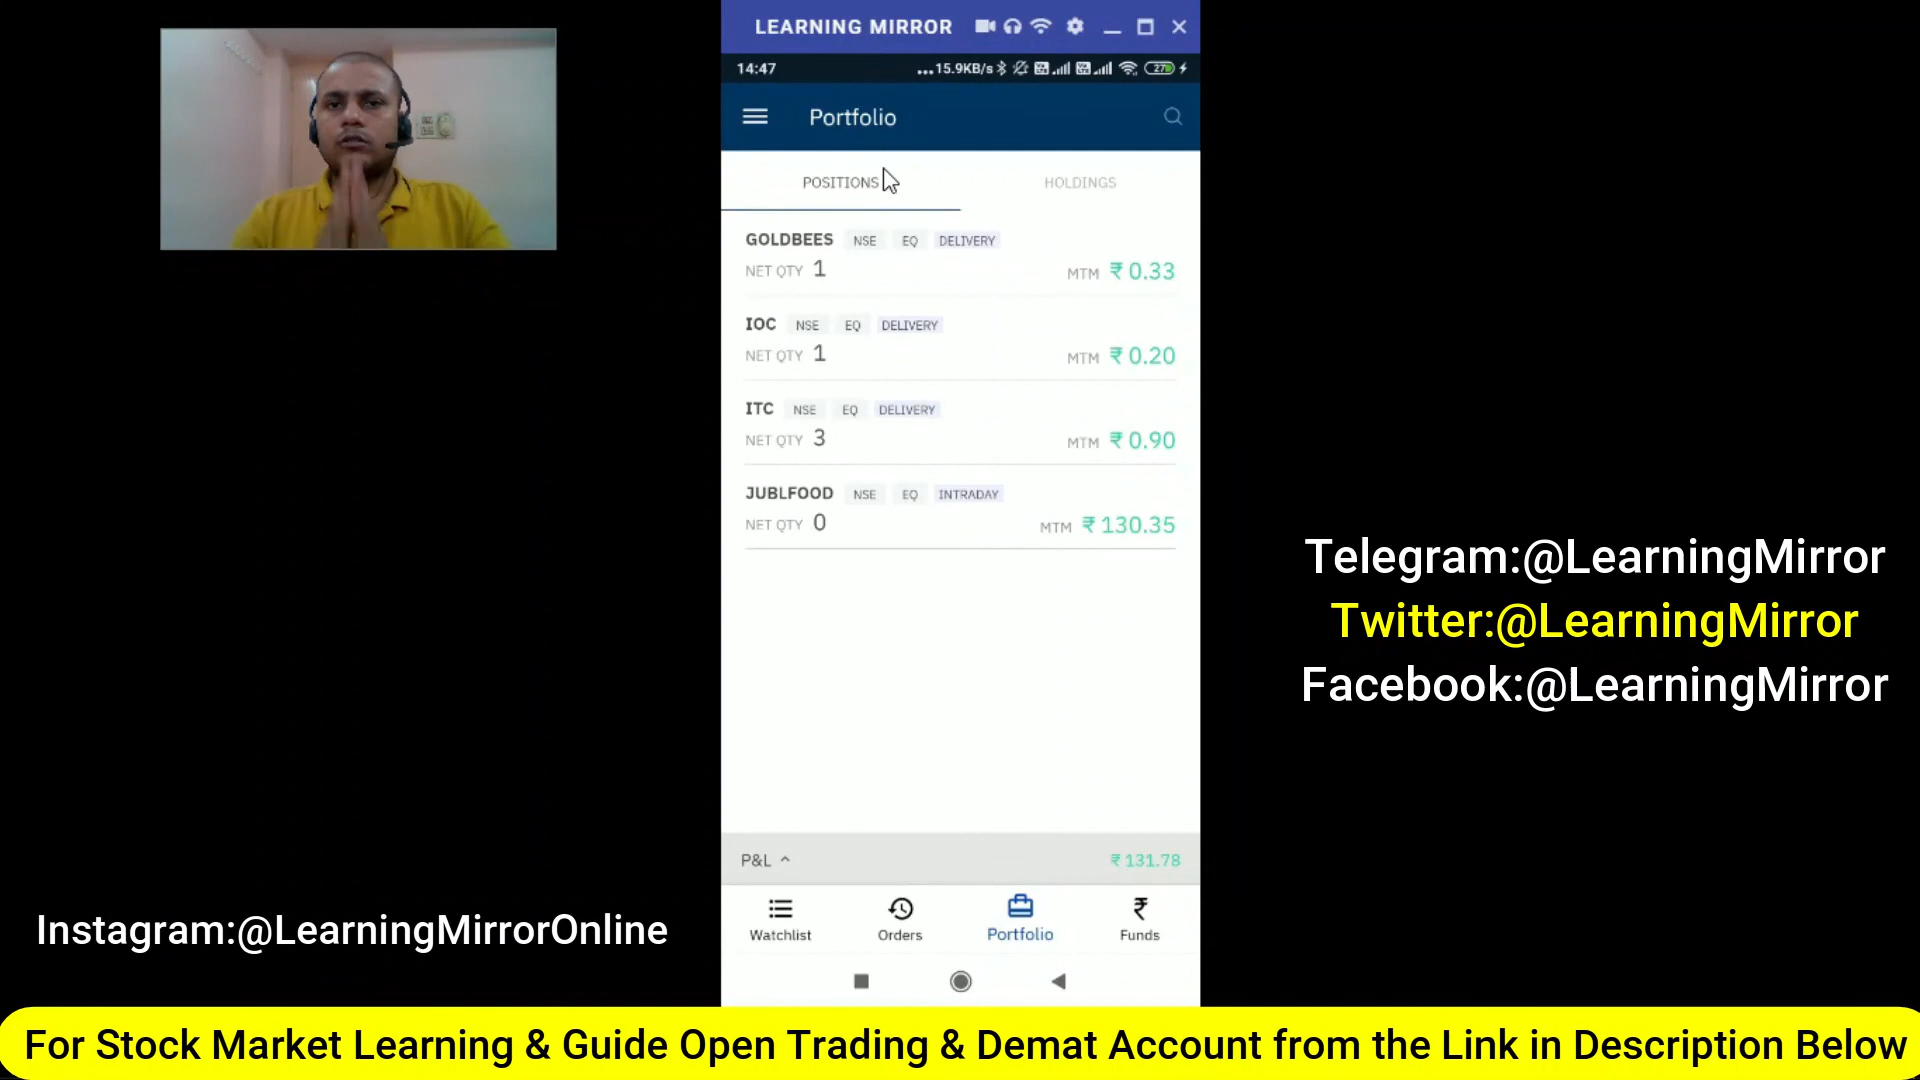 LEARNING MIRROR
14:47
...15.9KB/s
27
Portfolio
POSITIONS
HOLDINGS
GOLDBEES NSE EQ DELIVERY
NET QTY 1
MTM ₹ 0.33
IOC NSE EQ DELIVERY
NET QTY 1
MTM ₹ 0.20
ITC NSE EQ DELIVERY
NET QTY 3
MTM ₹ 0.90
JUBLFOOD NSE EQ INTRADAY
NET QTY 0
MTM ₹ 130.35
P&L
₹ 131.78
Watchlist
Orders
Portfolio
Funds
Telegram:@LearningMirror
Twitter:@LearningMirror
Facebook:@LearningMirror
Instagram:@LearningMirrorOnline
For Stock Market Learning & Guide Open Trading & Demat Account from the Link in Description Below